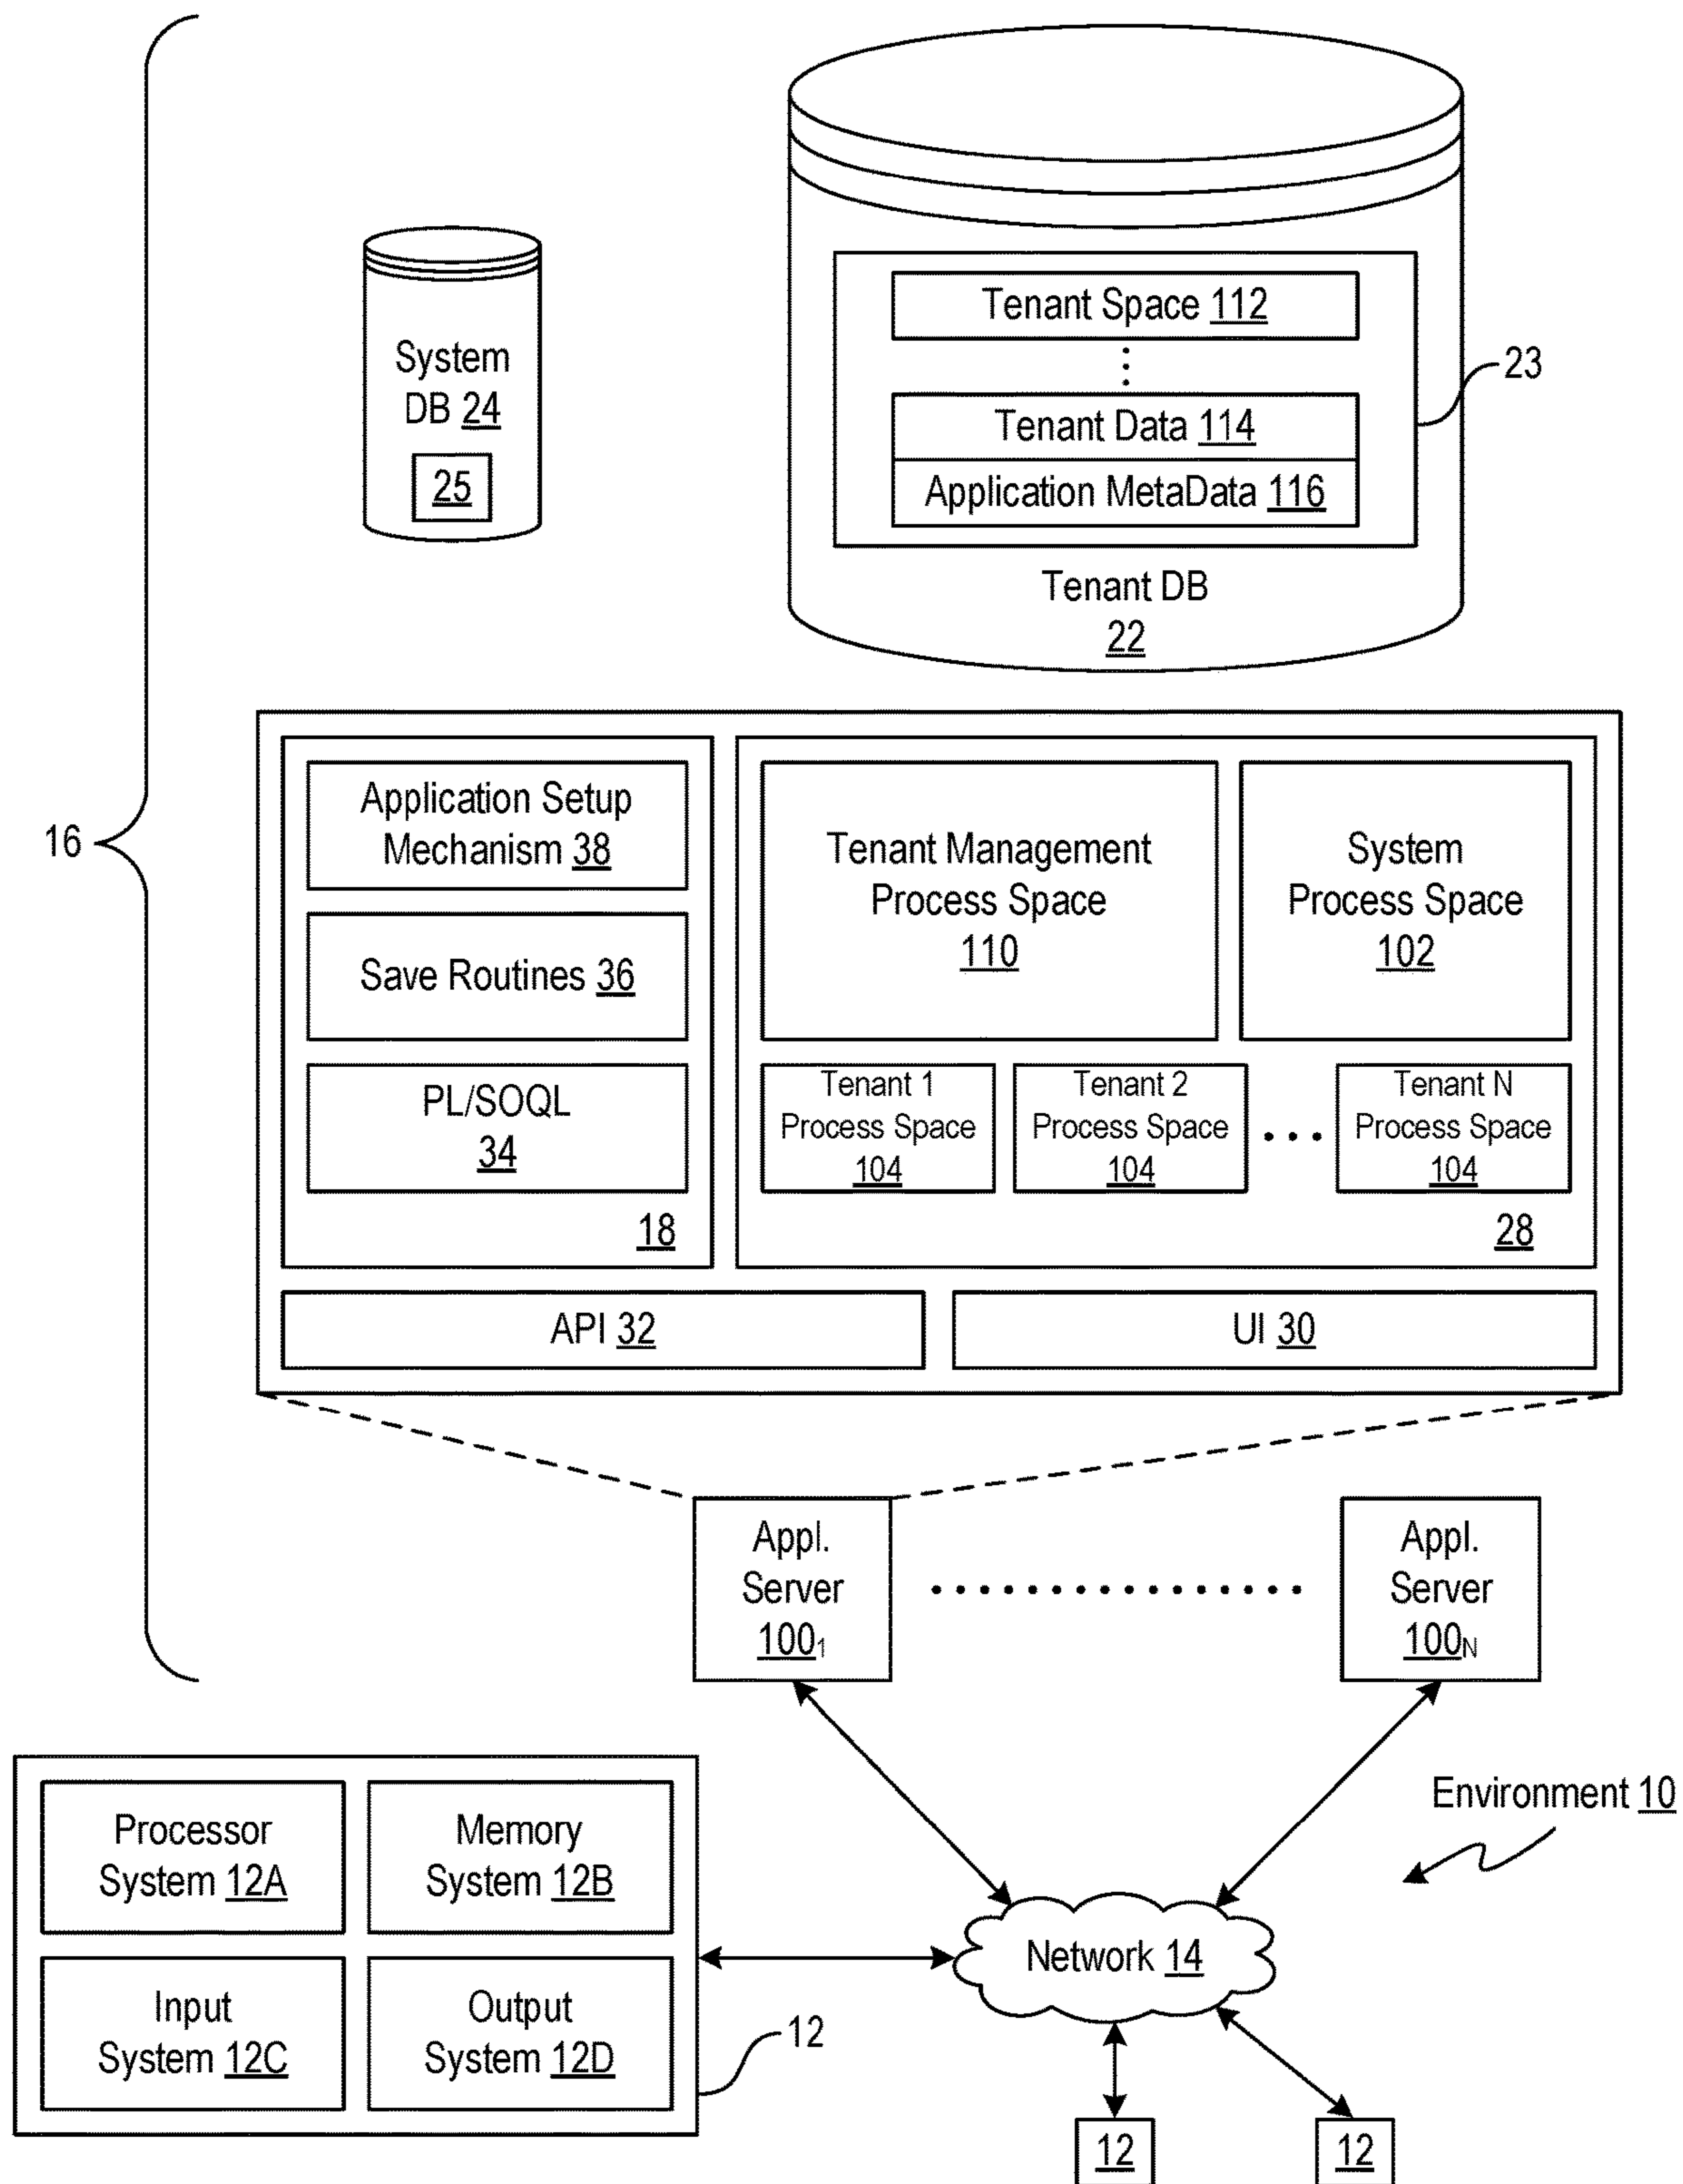 16
System
DB 24
25
Tenant Space 112
Tenant Data 114
Application MetaData 116
23
Tenant DB
22
Application Setup
Mechanism 38
Save Routines 36
PL/SOQL
34
18
Tenant Management
Process Space
110
System
Process Space
102
Tenant 1
Process Space
104
Tenant 2
Process Space
104
Tenant N
Process Space
104
28
API 32
UI 30
Appl.
Server
100₁
Appl.
Server
100N
Environment 10
Processor
System 12A
Memory
System 12B
Input
System 12C
Output
System 12D
12
Network 14
12
12